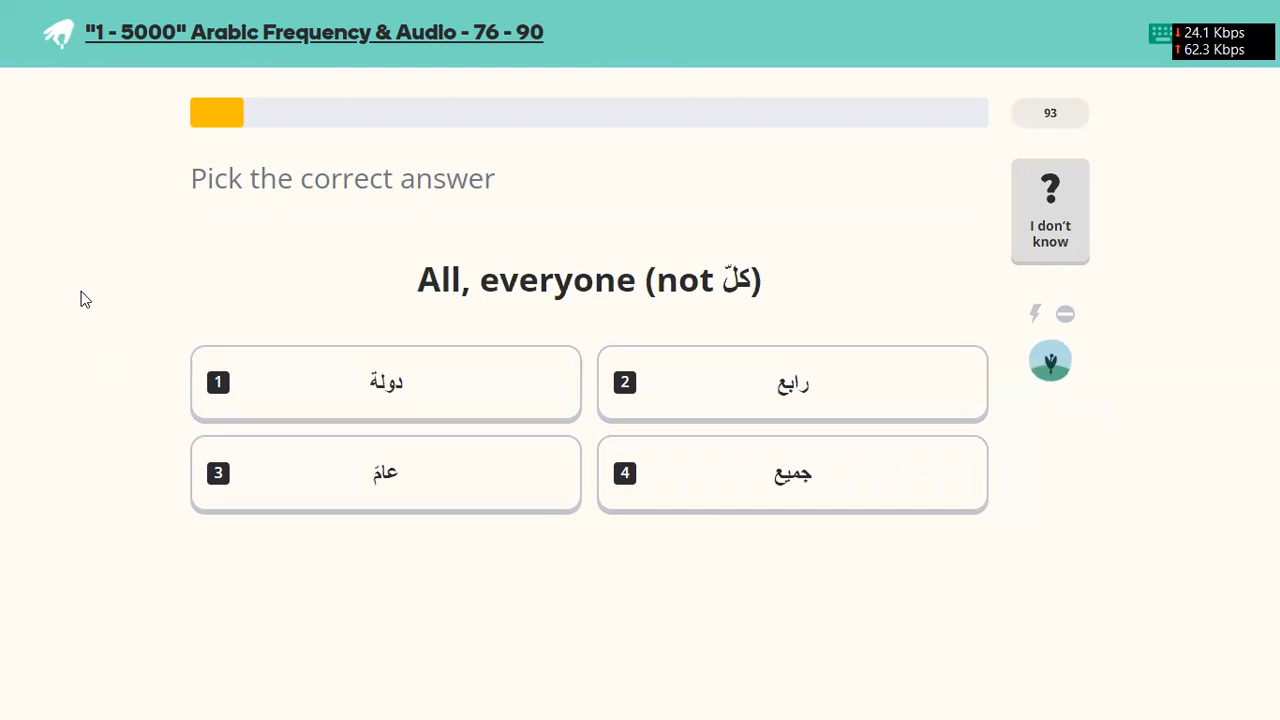 "1 - 5000" Arabic Frequency & Audio - 76 - 90
24.1 Kbps
62.3 Kbps
93
Pick the correct answer
?
I don't
know
All, everyone (not كلّ)
1 دولة
2 رابع
3 عامّ
4 جميع